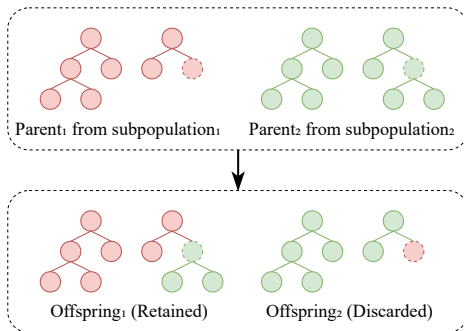 Parent₁ from subpopulation₁
Parent₂ from subpopulation₂
Offspring₁ (Retained)
Offspring₂ (Discarded)